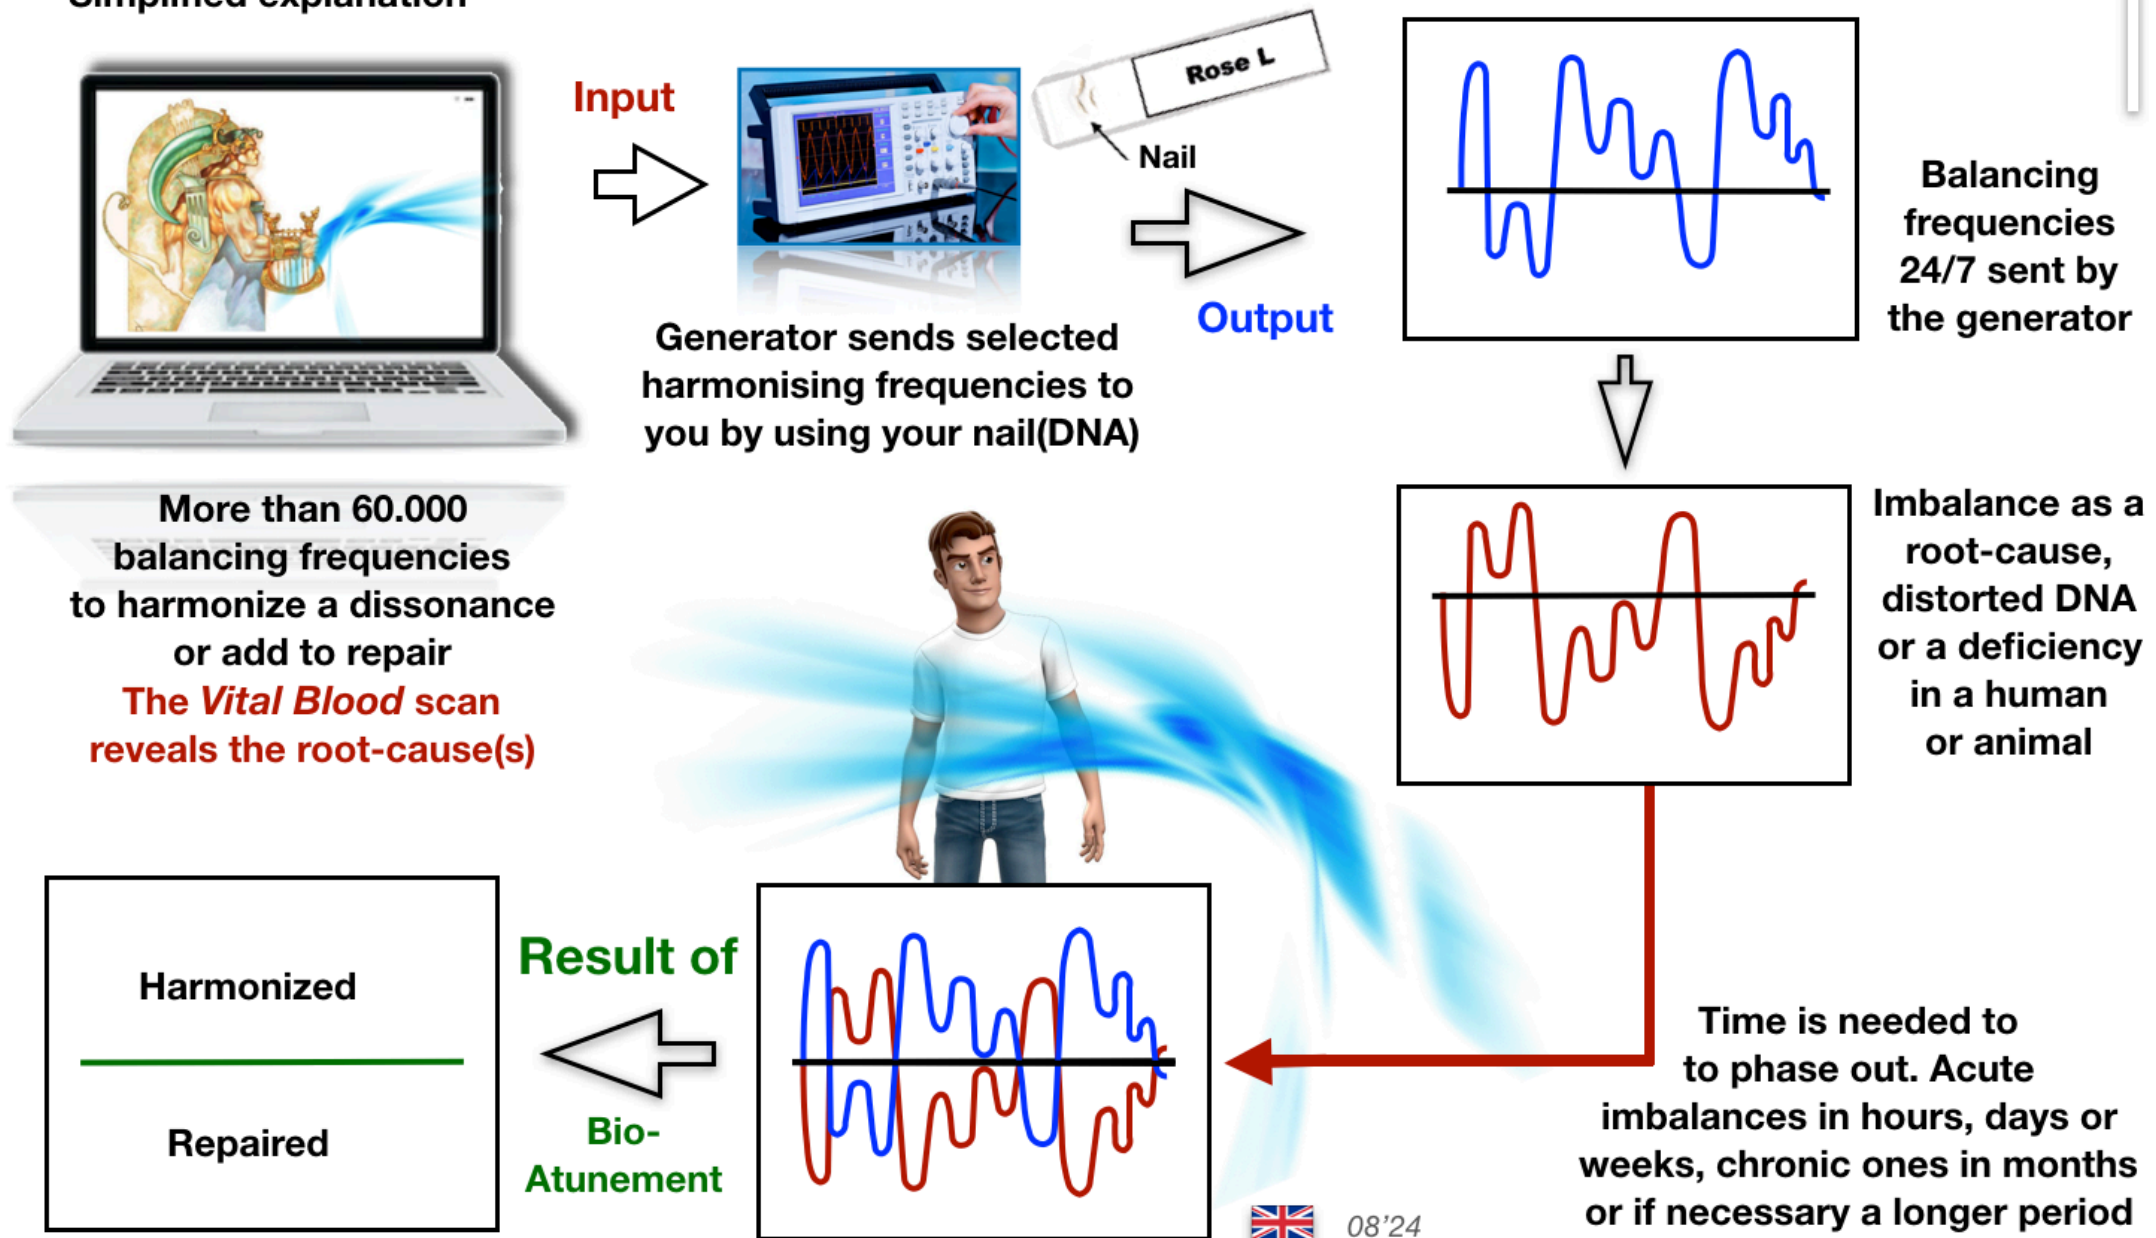 Simplified explanation
Input
Rose L
Nail
Output
Generator sends selected
harmonising frequencies to
you by using your nail(DNA)
Balancing
frequencies
24/7 sent by
the generator
More than 60.000
balancing frequencies
to harmonize a dissonance
or add to repair
The Vital Blood scan
reveals the root-cause(s)
Imbalance as a
root-cause,
distorted DNA
or a deficiency
in a human
or animal
Time is needed to
to phase out. Acute
imbalances in hours, days or
weeks, chronic ones in months
or if necessary a longer period
Result of
Bio-
Atunement
Harmonized
Repaired
08'24